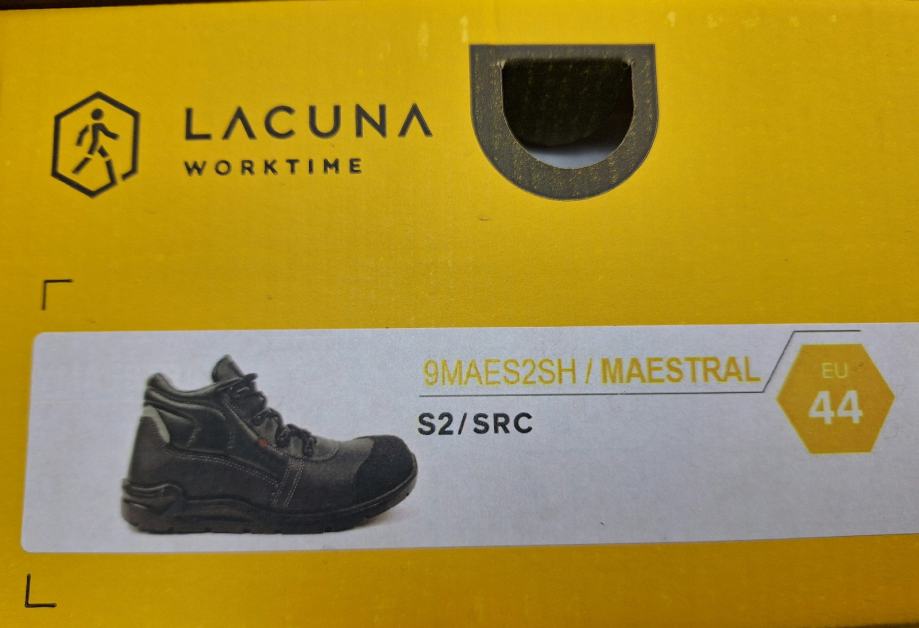 LACUNA
WORKTIME
9MAES2SH / MAESTRAL
S2/SRC
EU
44